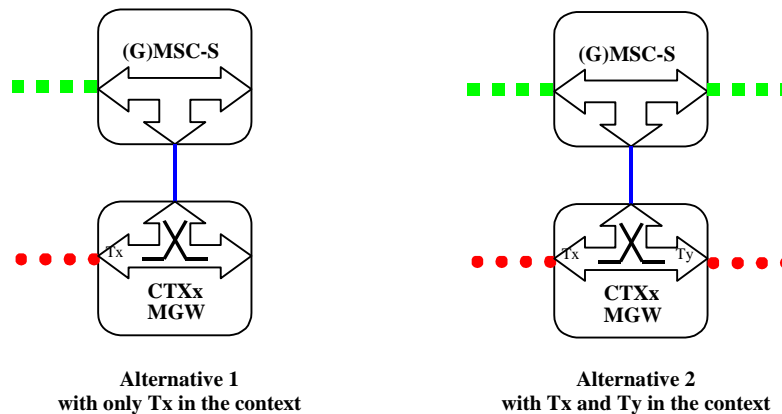 (G)MSC-S
(G)MSC-S
Tx
Tx Ty
CTXx
MGW
CTXx
MGW
Alternative 1
with only Tx in the context
Alternative 2
with Tx and Ty in the context